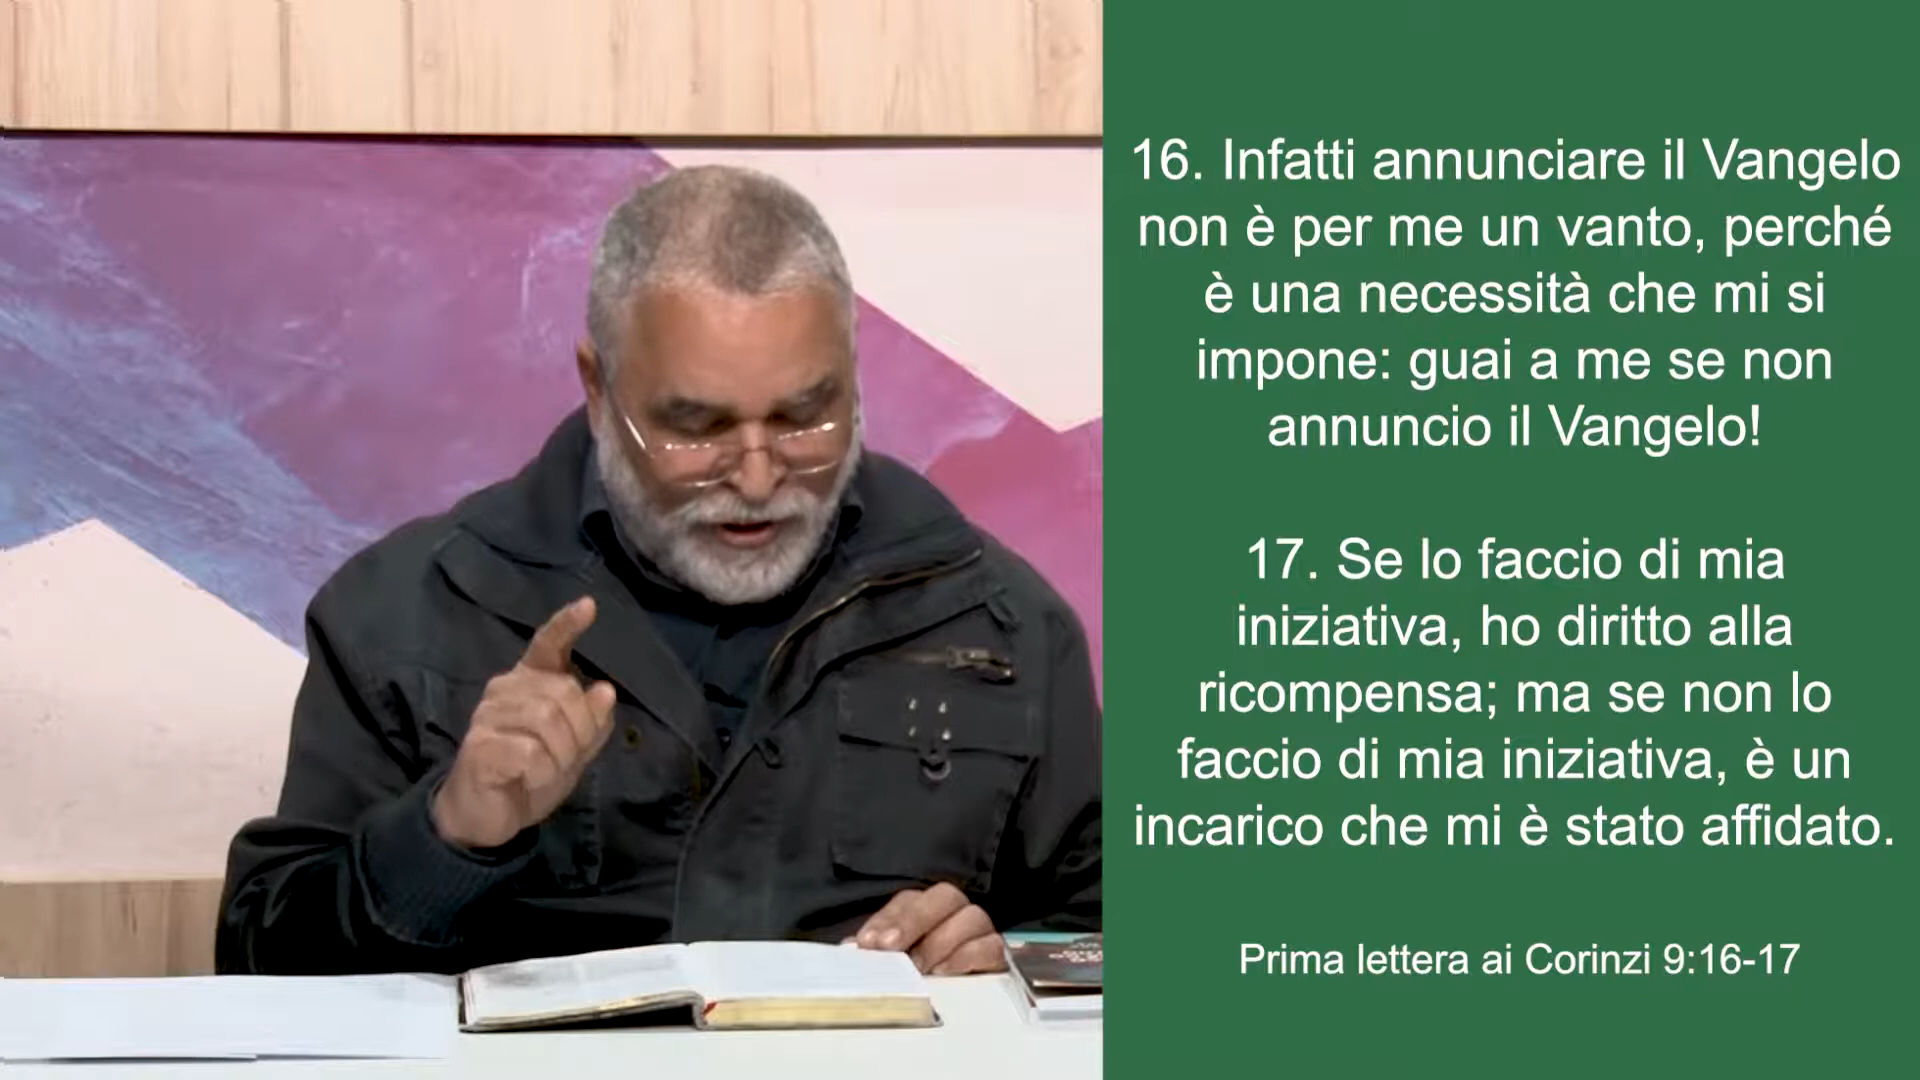 16. Infatti annunciare il Vangelo
non è per me un vanto, perché
è una necessità che mi si
impone: guai a me se non
annuncio il Vangelo!
17. Se lo faccio di mia
iniziativa, ho diritto alla
ricompensa; ma se non lo
faccio di mia iniziativa, è un
incarico che mi è stato affidato.
Prima lettera ai Corinzi 9:16-17